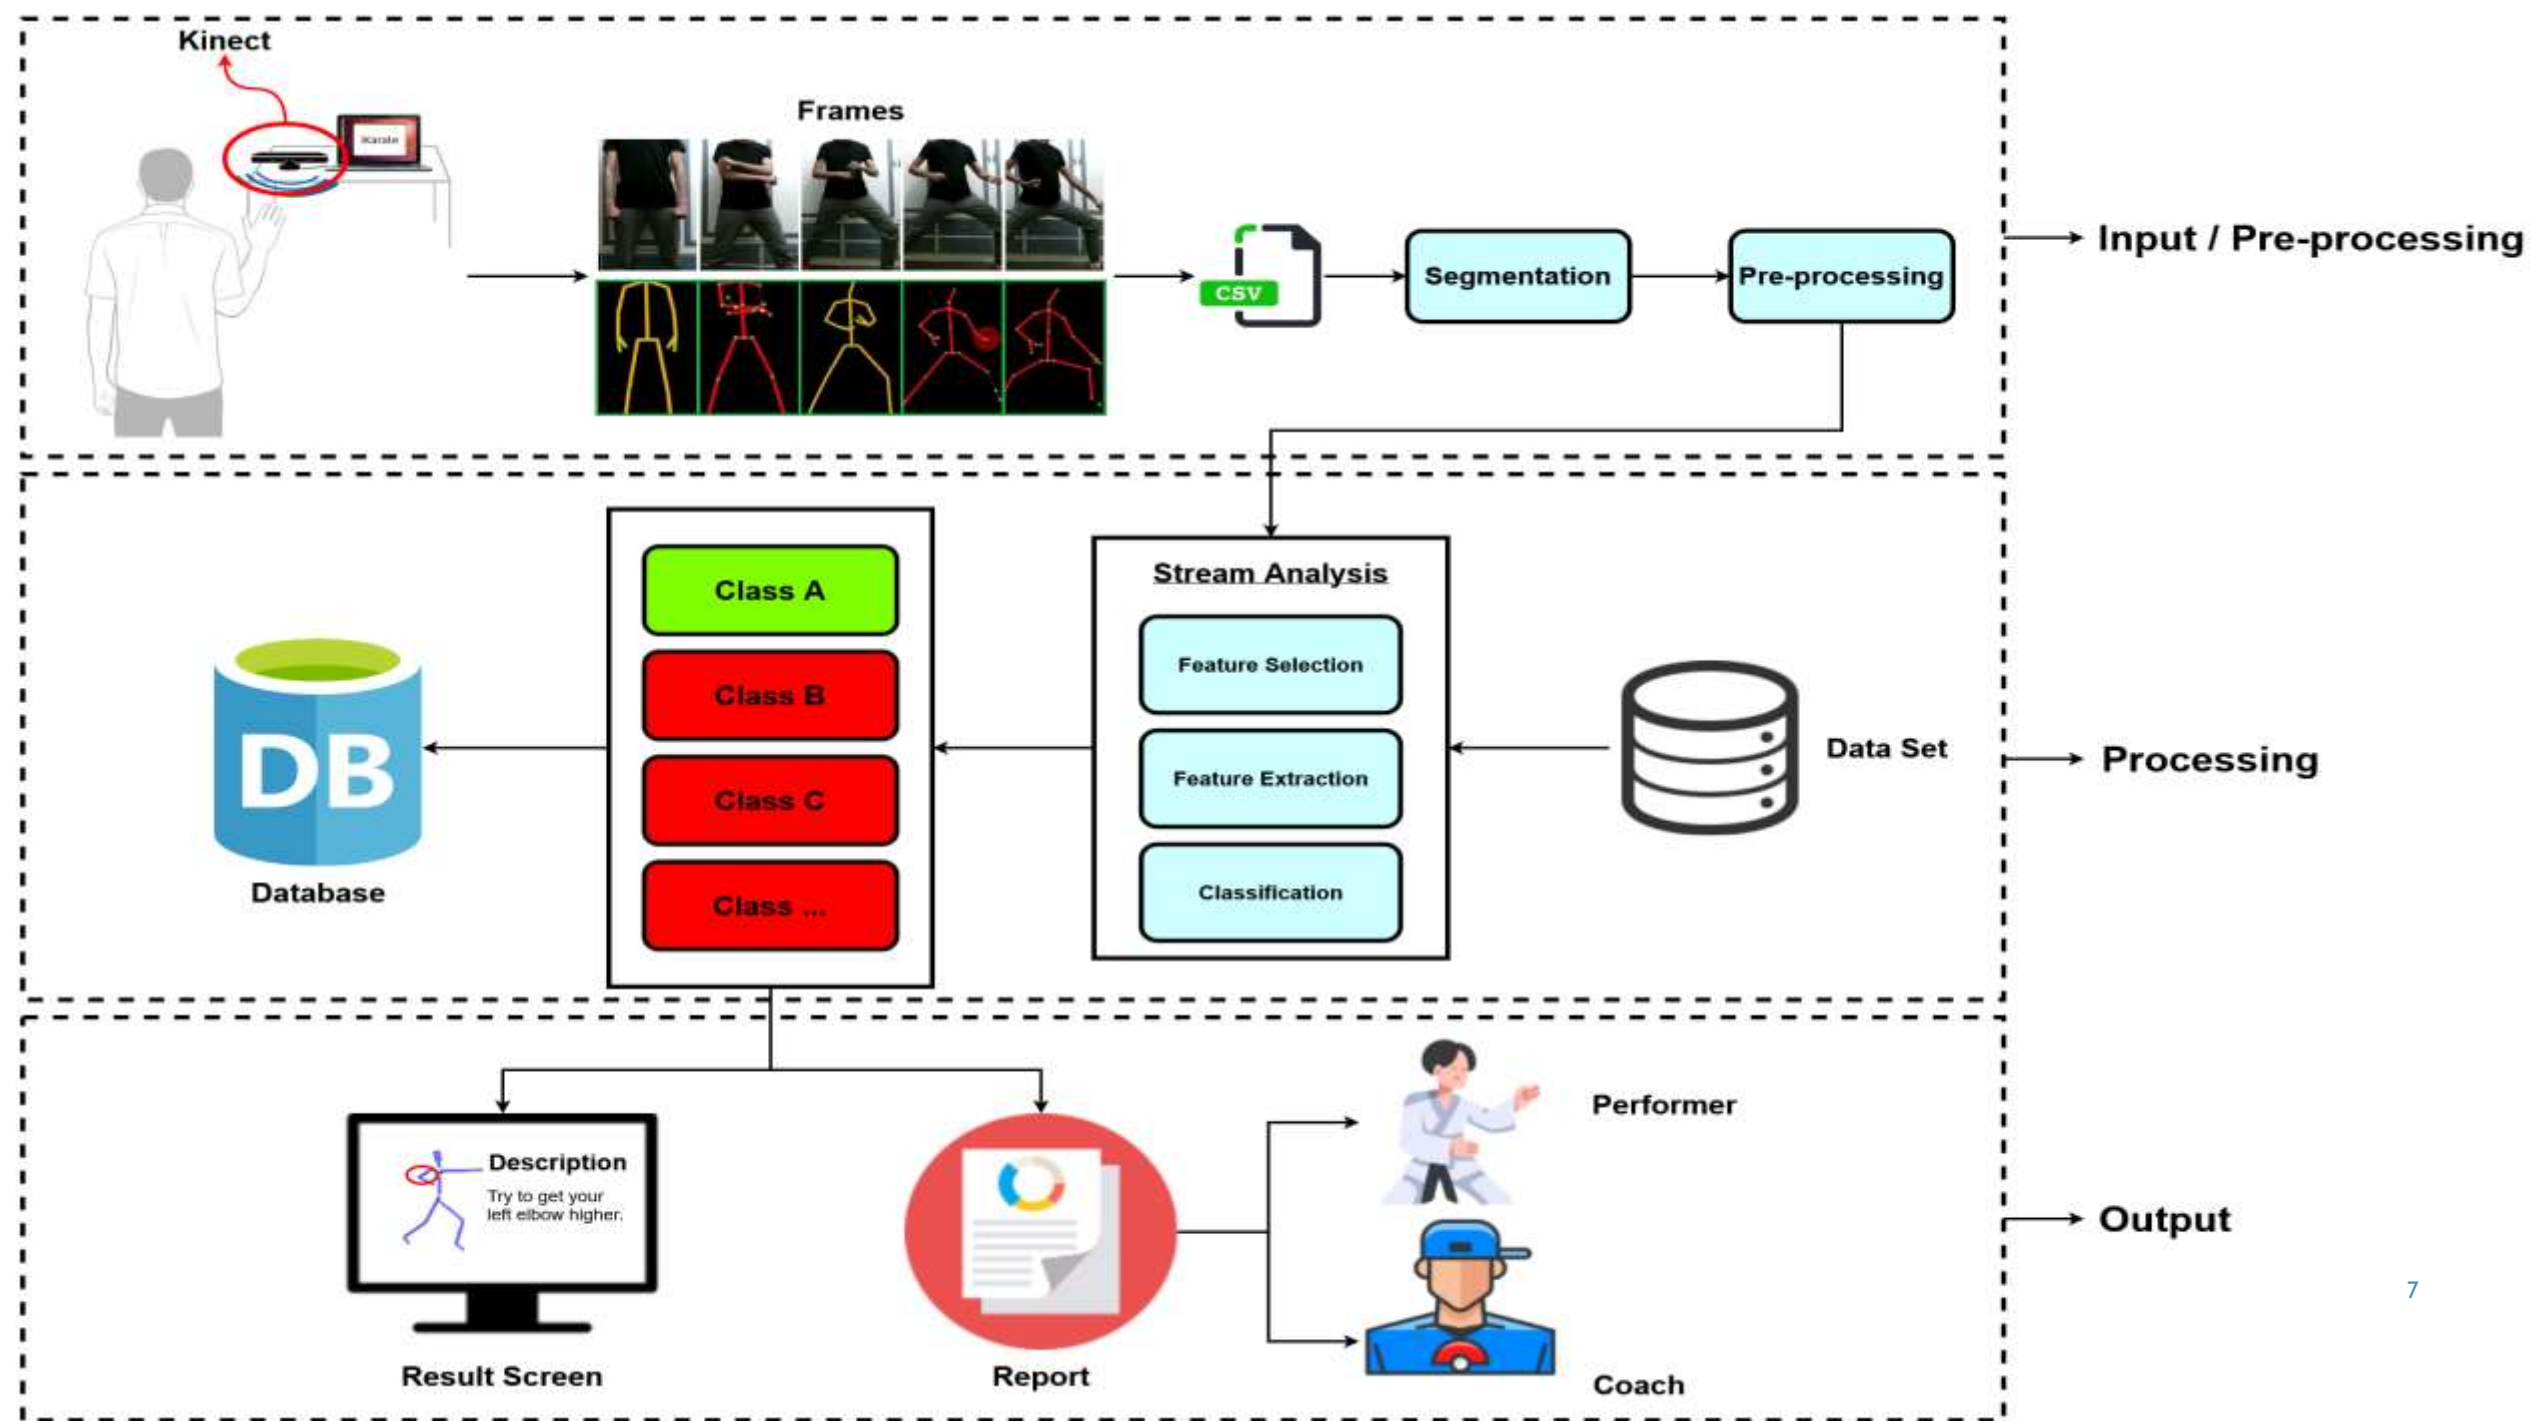 Kinect
iKarate
Frames
CSV
Segmentation
Pre-processing
Input / Pre-processing
Class A
Class B
Class C
Class ...
Stream Analysis
Feature Selection
Feature Extraction
Classification
DB
Database
Data Set
Processing
Description
Try to get your
left elbow higher.
Result Screen
Report
Performer
Coach
Output
7